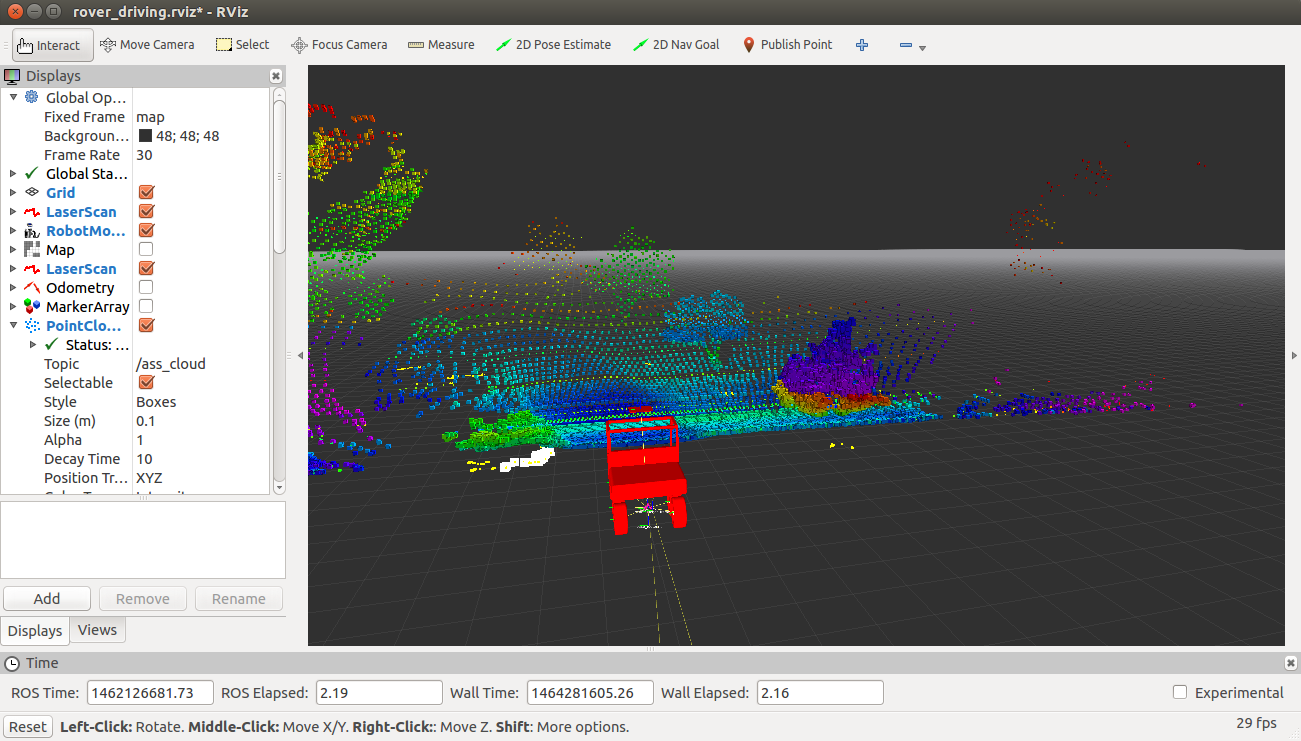 rover_driving.rviz* - RViz
Interact Move Camera Select Focus Camera Measure 2D Pose Estimate 2D Nav Goal Publish Point
Displays
Global Op...
Fixed Frame map
Backgroun... 48; 48; 48
Frame Rate 30
Global Sta...
Grid
LaserScan
RobotMo...
Map
LaserScan
Odometry
MarkerArray
PointClo...
Status: ...
Topic /ass_cloud
Selectable
Style Boxes
Size (m) 0.1
Alpha 1
Decay Time 10
Position Tr... XYZ
Add Remove Rename
Displays Views
Time
ROS Time: 1462126681.73 ROS Elapsed: 2.19 Wall Time: 1464281605.26 Wall Elapsed: 2.16 Experimental
Reset Left-Click: Rotate. Middle-Click: Move X/Y. Right-Click:: Move Z. Shift: More options. 29 fps